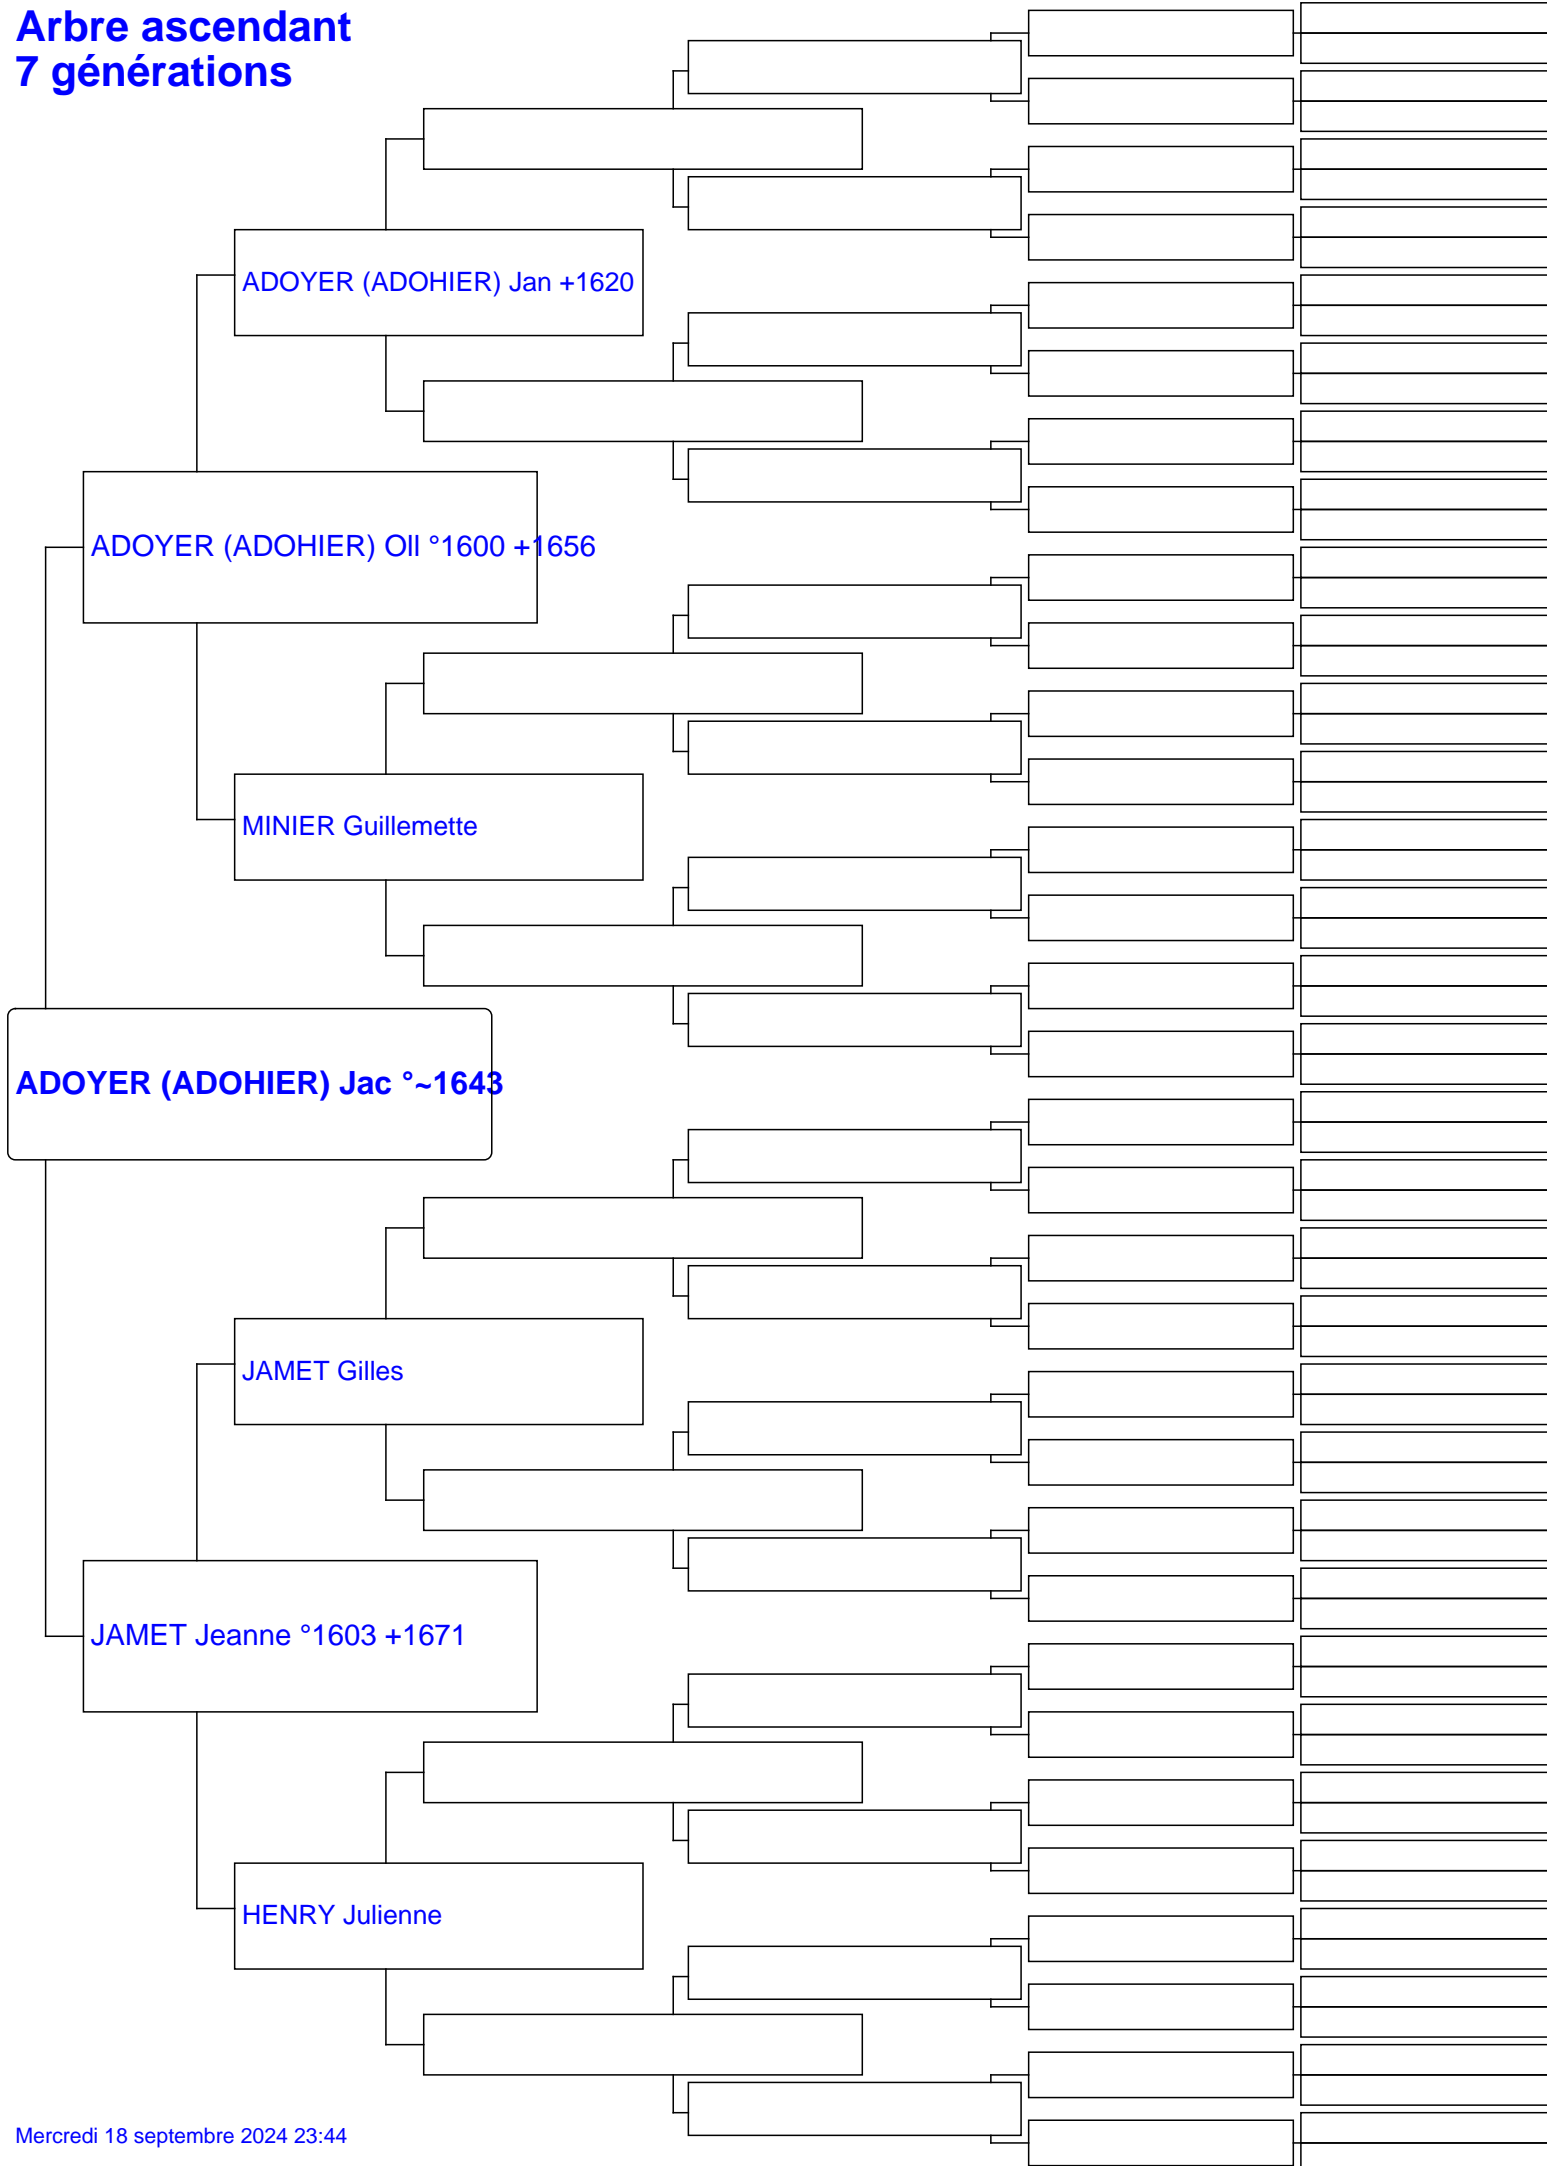 Arbre ascendant
7 générations
ADOYER (ADOHIER) Jan +1620
ADOYER (ADOHIER) Oll °1600 +1656
MINIER Guillemette
ADOYER (ADOHIER) Jac °~1643
JAMET Gilles
JAMET Jeanne °1603 +1671
HENRY Julienne
Mercredi 18 septembre 2024 23:44